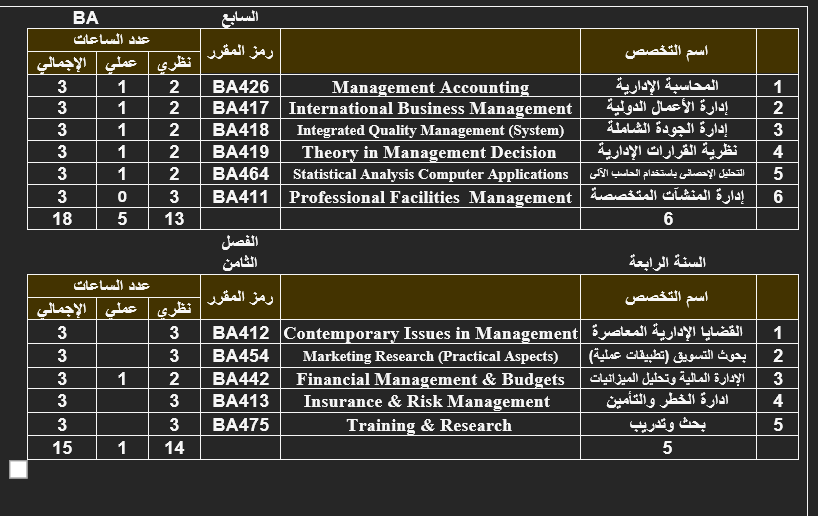 السابع BA
اسم التخصص رمز المقرر عدد الساعات
نظري عملي الإجمالي
1 المحاسبة الإدارية Management Accounting BA426 2 1 3
2 إدارة الأعمال الدولية International Business Management BA417 2 1 3
3 إدارة الجودة الشاملة Integrated Quality Management (System) BA418 2 1 3
4 نظرية القرارات الإدارية Theory in Management Decision BA419 2 1 3
5 التحليل الإحصائى باستخدام الحاسب الآلى Statistical Analysis Computer Applications BA464 2 1 3
6 إدارة المنشآت المتخصصة Professional Facilities Management BA411 3 0 3
6 13 5 18
الفصل
السنة الرابعة الثامن
اسم التخصص رمز المقرر عدد الساعات
نظري عملي الإجمالي
1 القضايا الإدارية المعاصرة Contemporary Issues in Management BA412 3 3
2 بحوث التسويق (تطبيقات عملية) Marketing Research (Practical Aspects) BA454 3 3
3 الإدارة المالية وتحليل الميزانيات Financial Management & Budgets BA442 2 1 3
4 ادارة الخطر والتأمين Insurance & Risk Management BA413 3 3
5 بحث وتدريب Training & Research BA475 3 3
5 14 1 15